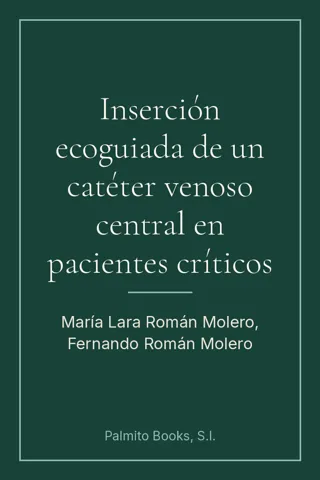 Inserción
ecoguiada de un
catéter venoso
central en
pacientes críticos
María Lara Román Molero,
Fernando Román Molero
Palmito Books, S.l.